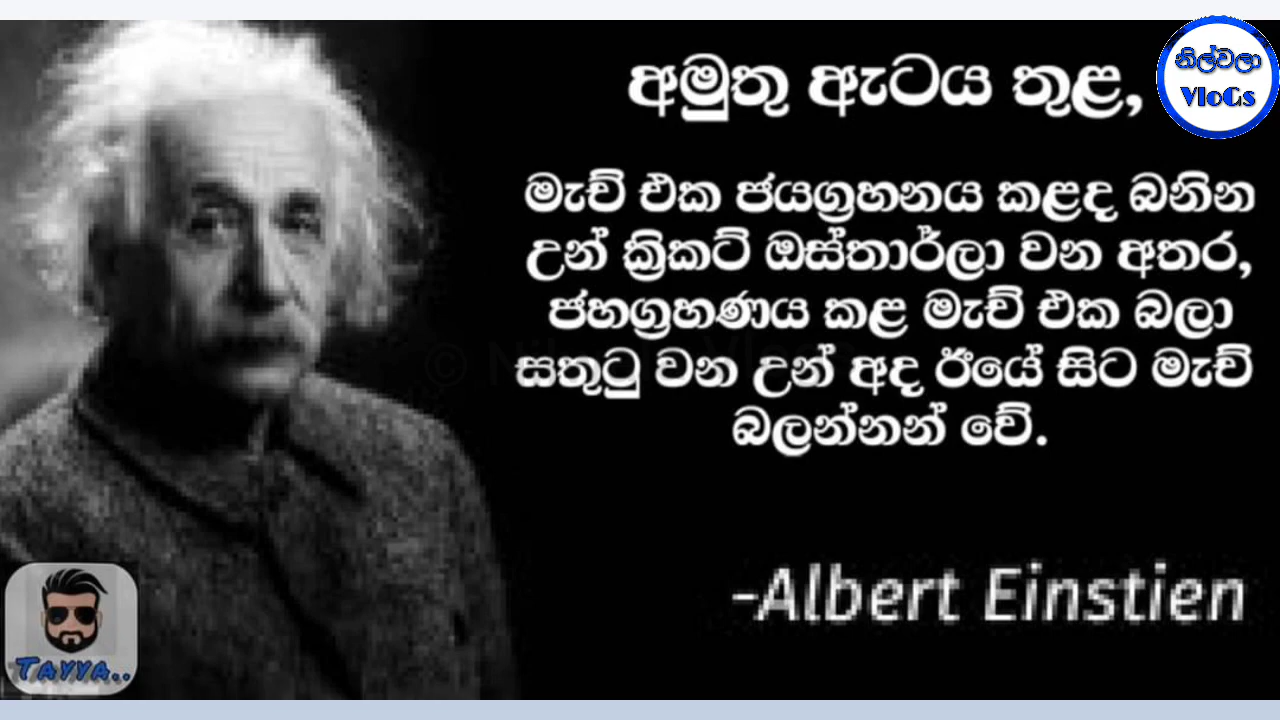 අමුතු ඇටය තුළ,
නිල්වලා
VloGs
මැච් එක ජයග්‍රහනය කළද බනින
උන් ක්‍රිකට් ඔස්තාර්ලා වන අතර,
ජහග්‍රහණය කළ මැච් එක බලා
සතුටු වන උන් අද ඊයේ සිට මැච්
බලන්නන් වේ.
-Albert Einstien
TAYYA..